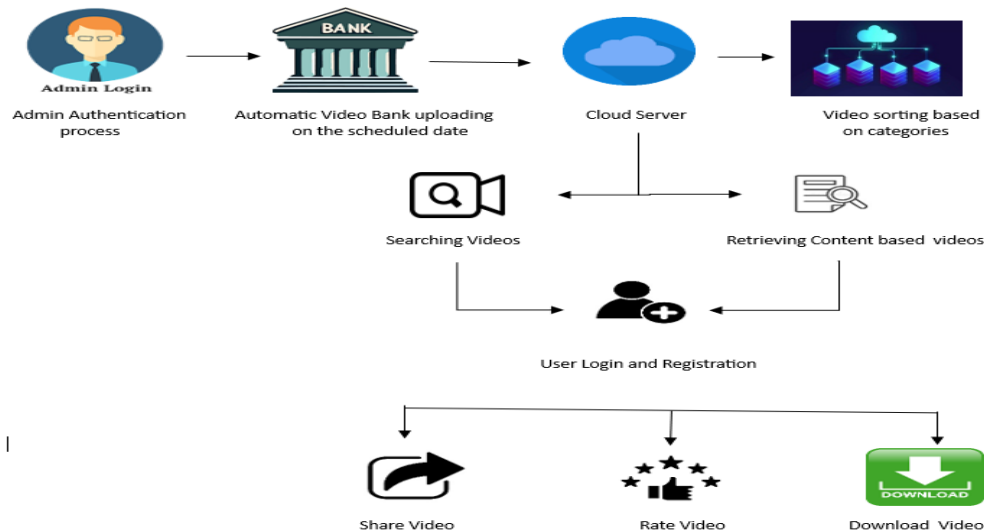 BANK
Admin Login
Admin Authentication
process
Automatic Video Bank uploading
on the scheduled date
Cloud Server
Video sorting based
on categories
Searching Videos
Retrieving Content based videos
User Login and Registration
DOWNLOAD
Share Video
Rate Video
Download Video